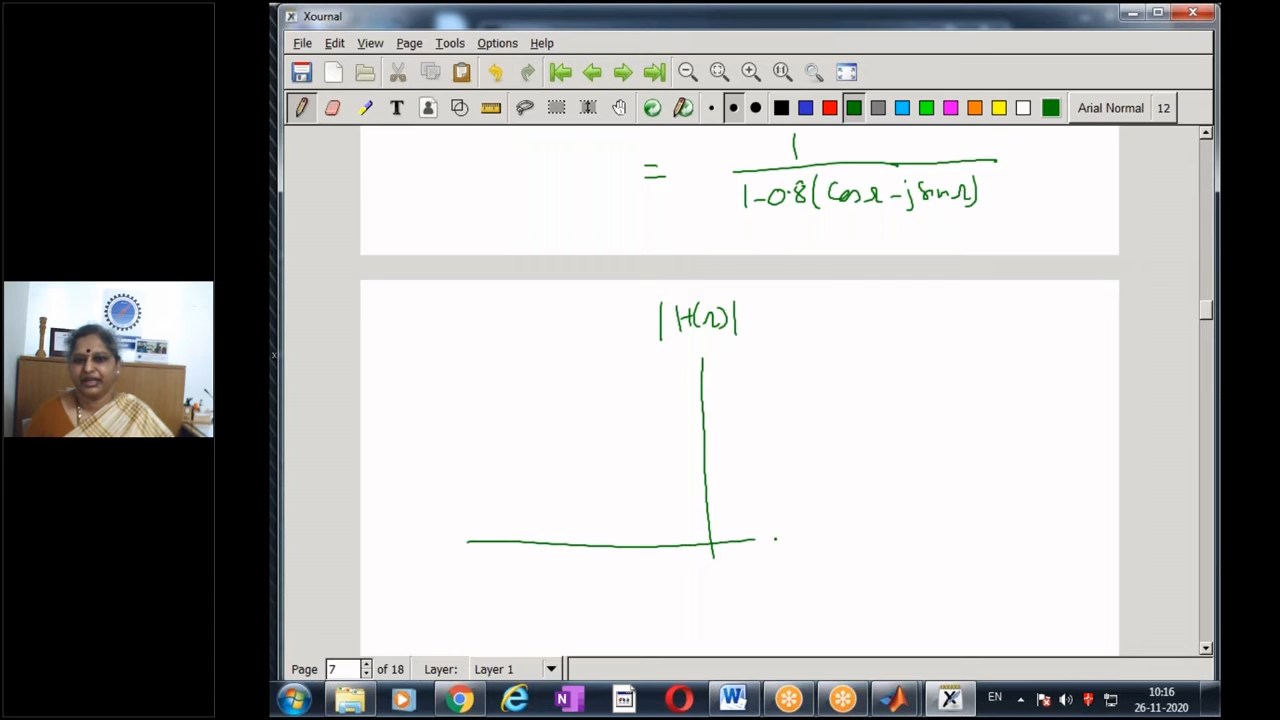 Xournal
File Edit View Page Tools Options Help
Arial Normal 12
1
= 1-0.8(cosΩ-jsinΩ)
|H(Ω)|
Page 7 of 18 Layer: Layer 1
EN 10:16
26-11-2020